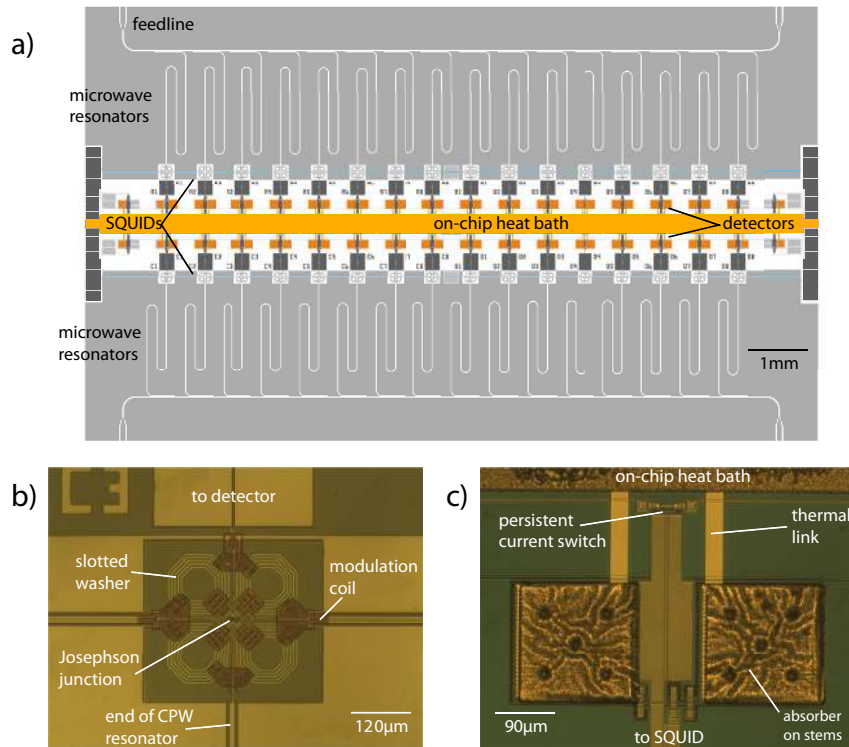 a)
feedline
microwave
resonators
SQUIDs
on-chip heat bath
detectors
microwave
resonators
1mm
b)
to detector
slotted
washer
modulation
coil
Josephson
junction
end of CPW
resonator
120μm
c)
on-chip heat bath
persistent
current switch
thermal
link
absorber
on stems
90μm
to SQUID